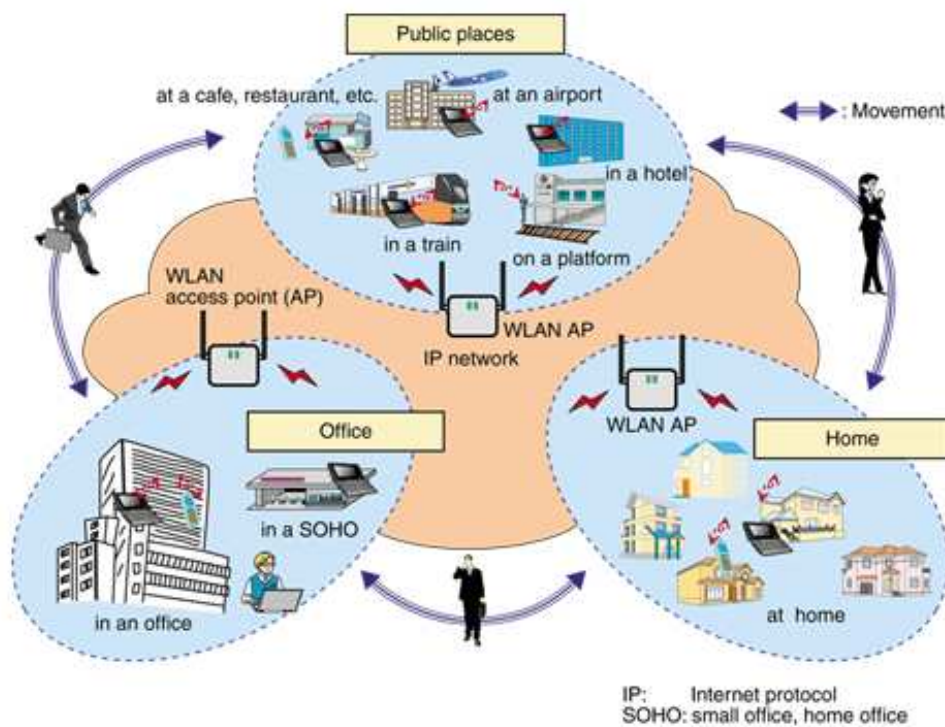 Public places
at a cafe, restaurant, etc.
at an airport
: Movement
in a hotel
in a train
on a platform
WLAN
access point (AP)
WLAN AP
IP network
WLAN AP
Office
Home
in a SOHO
in an office
at home
IP: Internet protocol
SOHO: small office, home office